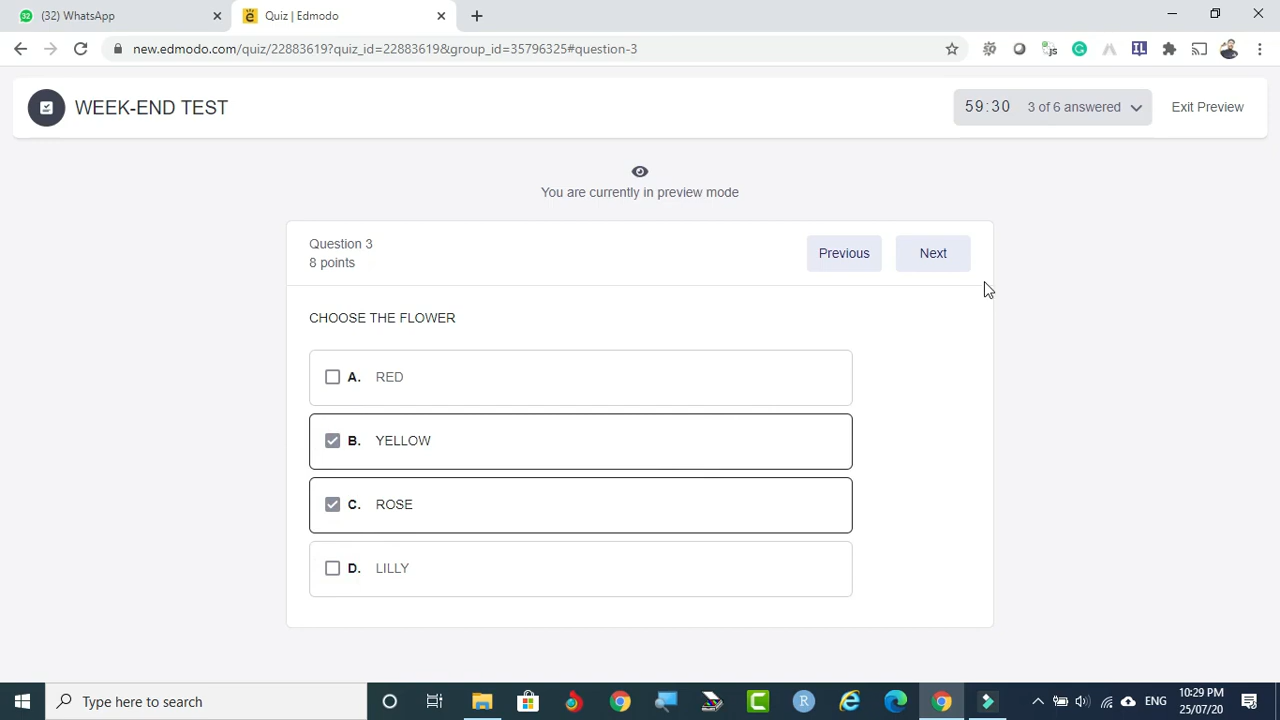 (32) WhatsApp
Quiz | Edmodo
new.edmodo.com/quiz/22883619?quiz_id=22883619&group_id=35796325#question-3
WEEK-END TEST
59:30 3 of 6 answered
Exit Preview
You are currently in preview mode
Question 3
8 points
Previous
Next
CHOOSE THE FLOWER
A. RED
B. YELLOW
C. ROSE
D. LILLY
Type here to search
ENG
10:29 PM
25/07/20